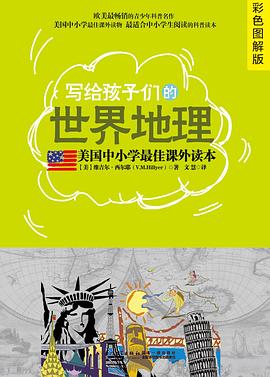 彩色图解版
欧美最畅销的青少年科普名作
美国中小学最佳课外读物 最适合中小学生阅读的科普读本
写给孩子们的
世界地理
美国中小学最佳课外读本
【美】维吉尔·西尔耶(V.M.Hillyer)◎著 文慧◎译